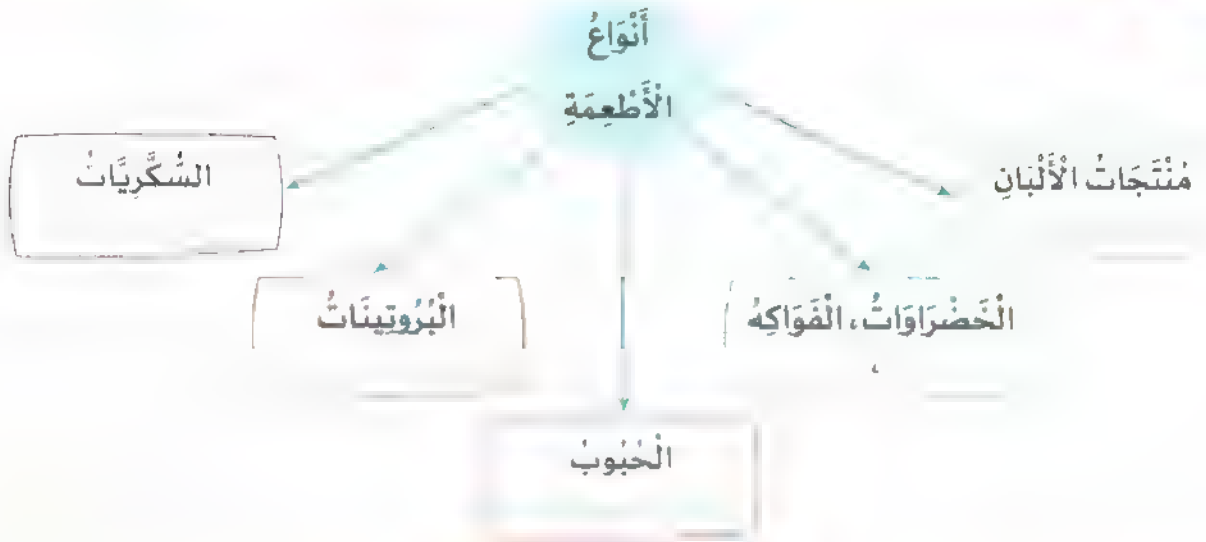 أَنْوَاعُ
الْأَطْعِمَةِ
مُنْتَجَاتُ الْأَلْبَانِ
السُّكَّرِيَّاتُ
الْخَضْرَاوَاتُ، الْفَوَاكِهُ
،
الْبُرُوتِينَاتُ
الْحُبُوبُ